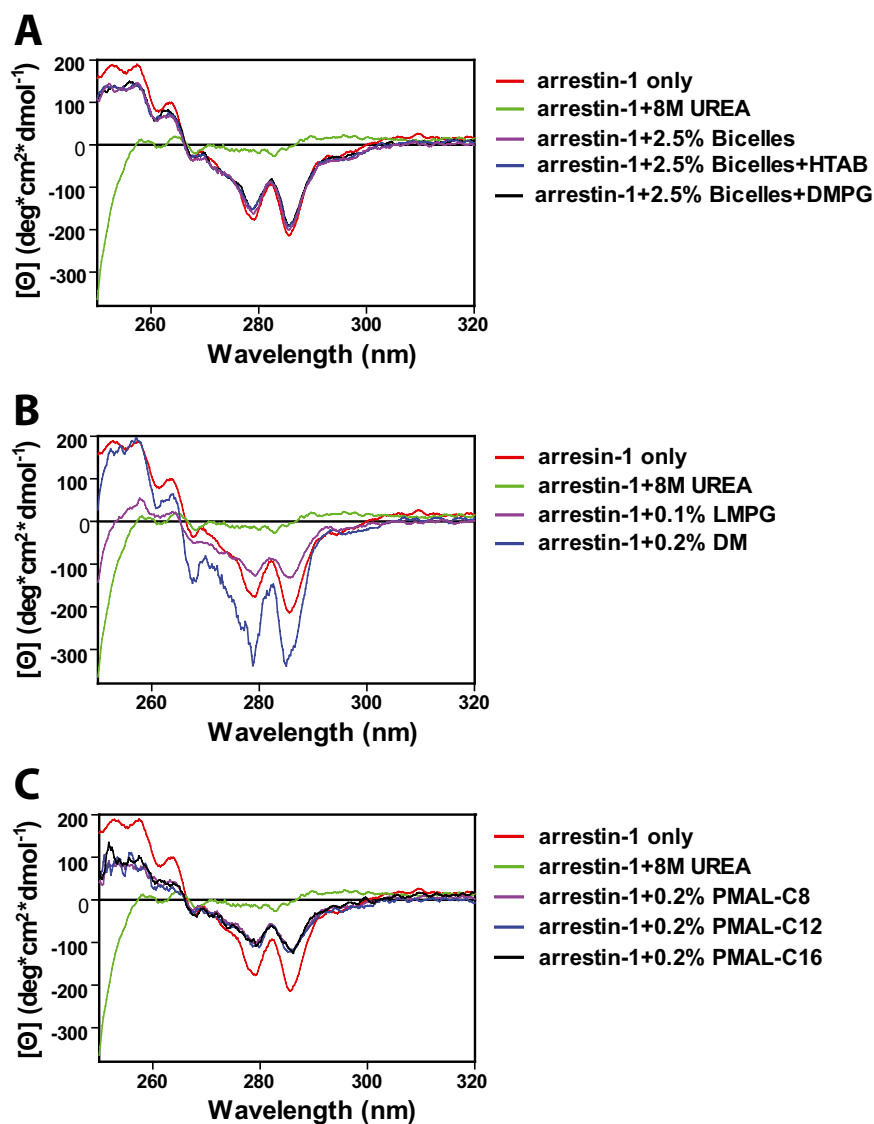 A
[Θ] (deg*cm²*dmol⁻¹)
200
100
0
-100
-200
-300
260
280
300
320
Wavelength (nm)
arrestin-1 only
arrestin-1+8M UREA
arrestin-1+2.5% Bicelles
arrestin-1+2.5% Bicelles+HTAB
arrestin-1+2.5% Bicelles+DMPG
B
[Θ] (deg*cm²*dmol⁻¹)
200
100
0
-100
-200
-300
260
280
300
320
Wavelength (nm)
arresin-1 only
arrestin-1+8M UREA
arrestin-1+0.1% LMPG
arrestin-1+0.2% DM
C
[Θ] (deg*cm²*dmol⁻¹)
200
100
0
-100
-200
-300
260
280
300
320
Wavelength (nm)
arrestin-1 only
arrestin-1+8M UREA
arrestin-1+0.2% PMAL-C8
arrestin-1+0.2% PMAL-C12
arrestin-1+0.2% PMAL-C16